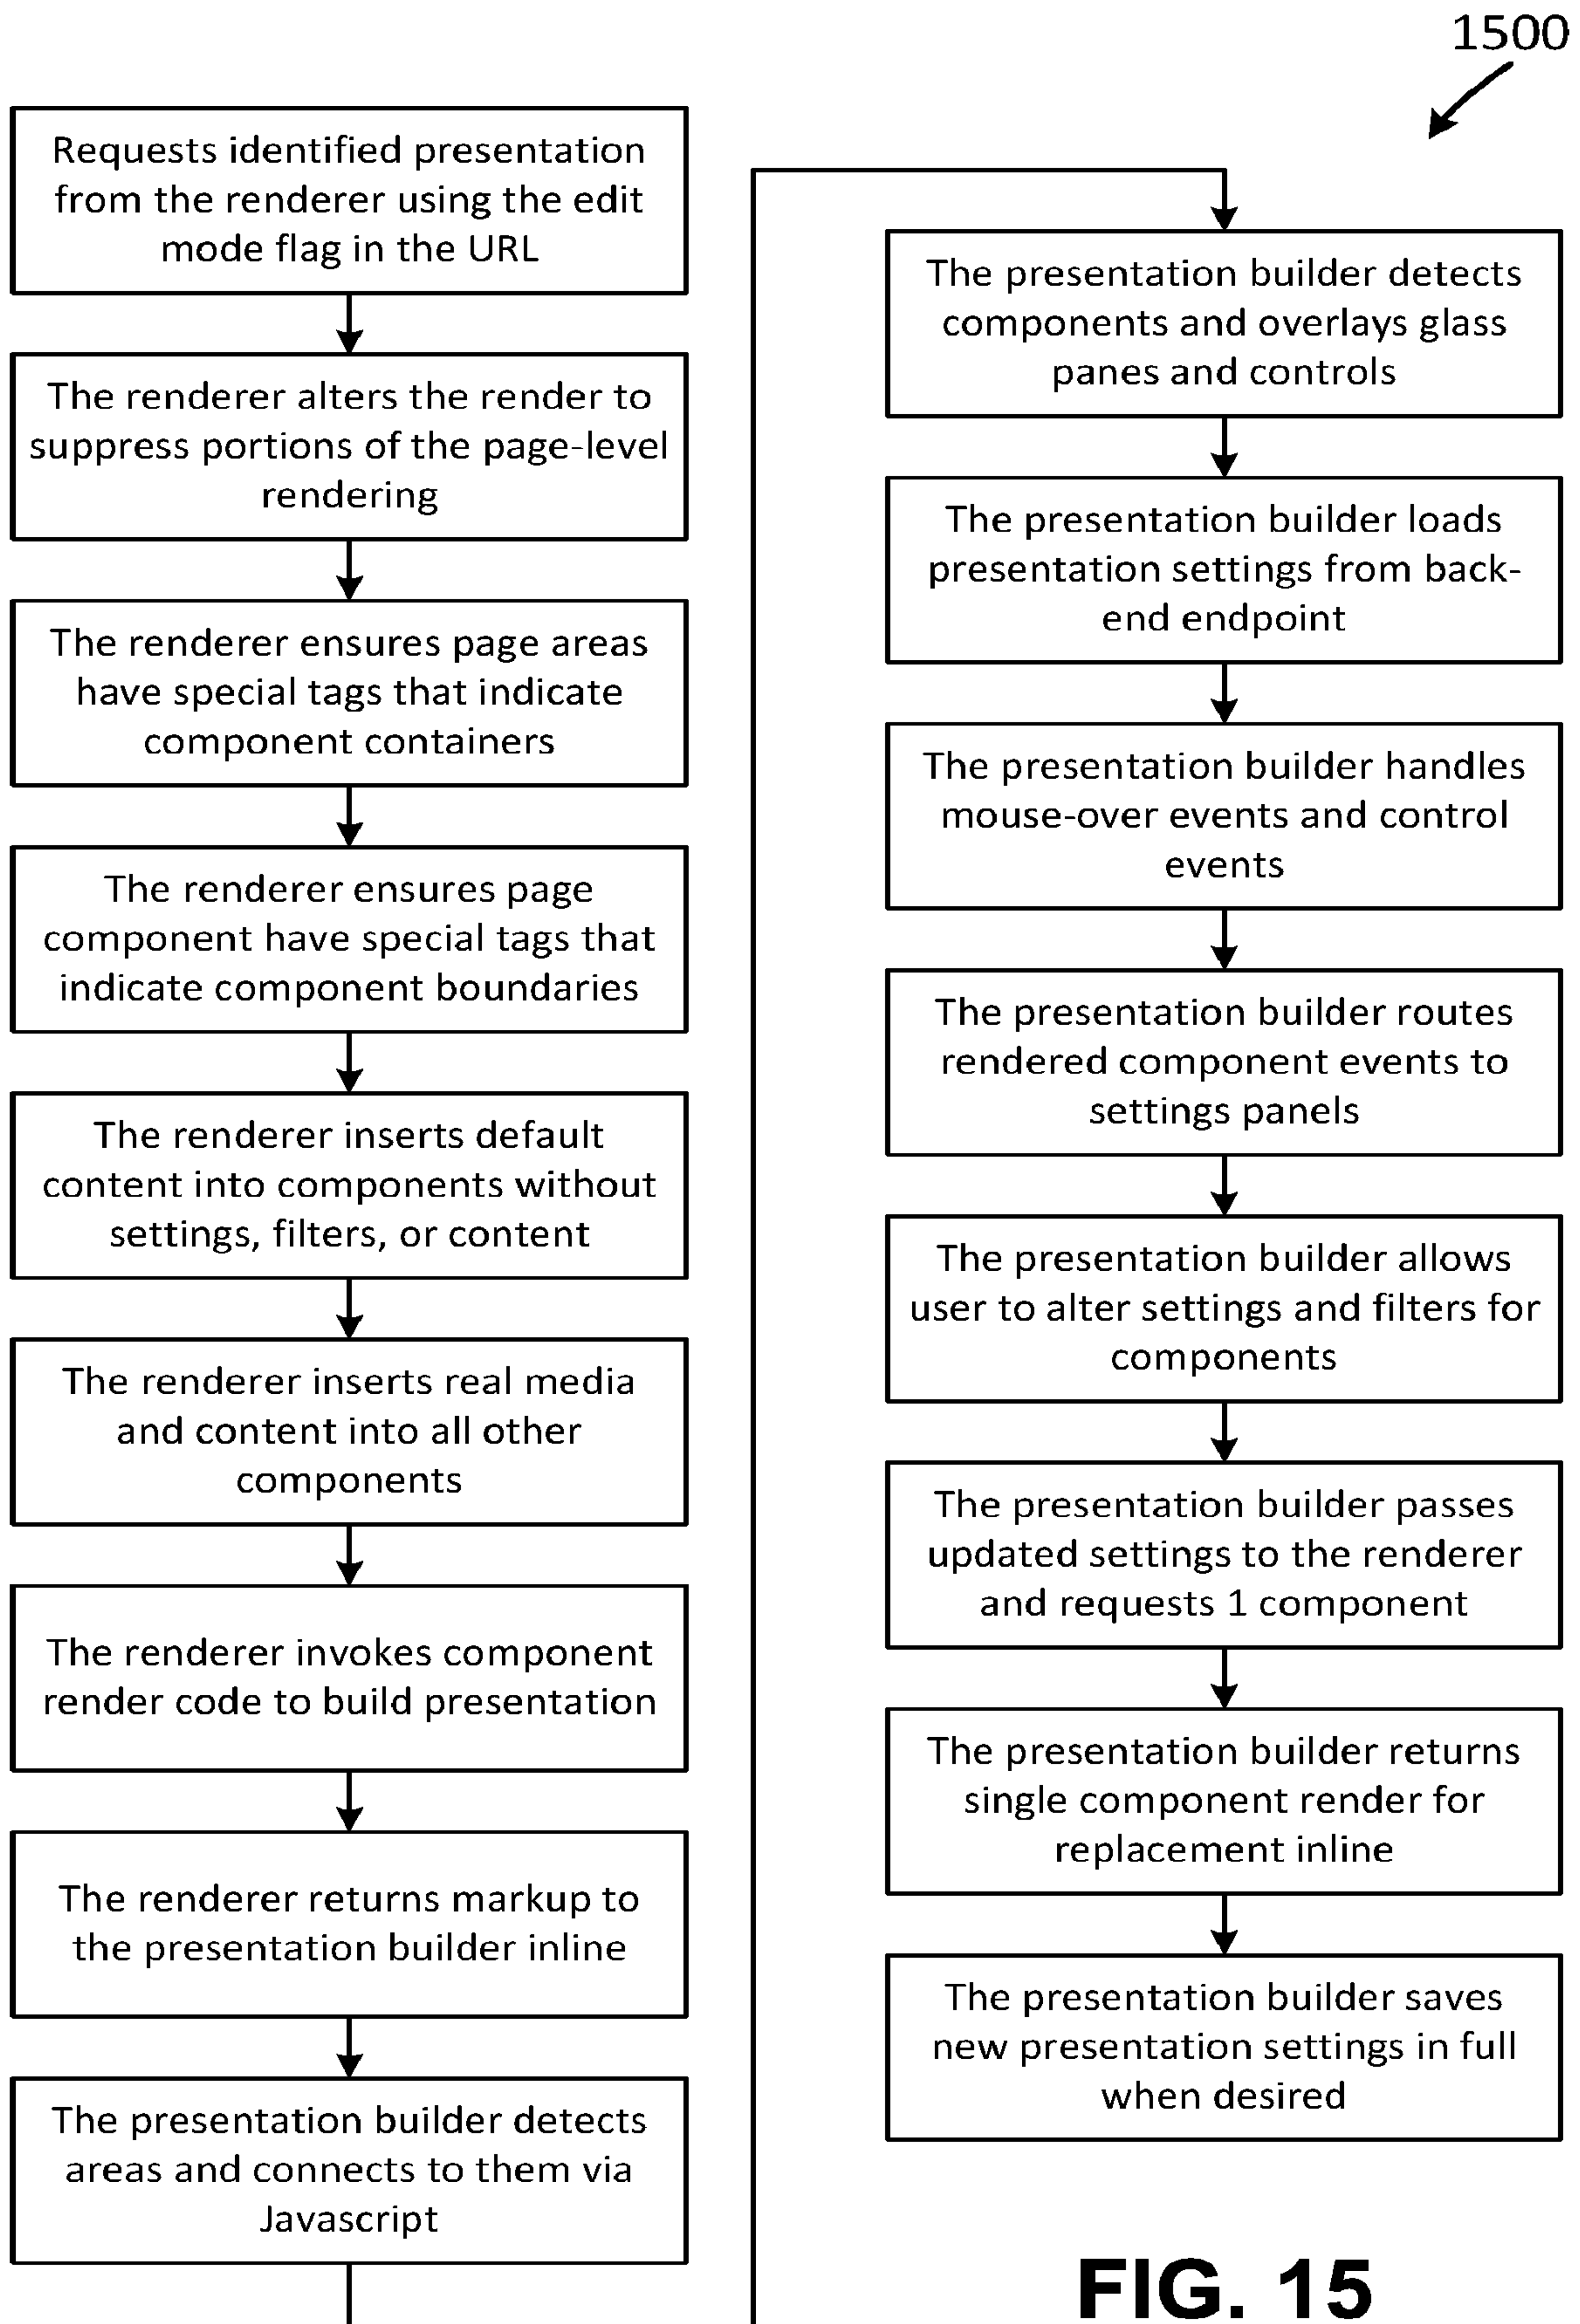 1500
Requests identified presentation
from the renderer using the edit
mode flag in the URL
The renderer alters the render to
suppress portions of the page-level
rendering
The renderer ensures page areas
have special tags that indicate
component containers
The renderer ensures page
component have special tags that
indicate component boundaries
The renderer inserts default
content into components without
settings, filters, or content
The renderer inserts real media
and content into all other
components
The renderer invokes component
render code to build presentation
The renderer returns markup to
the presentation builder inline
The presentation builder detects
areas and connects to them via
Javascript
The presentation builder detects
components and overlays glass
panes and controls
The presentation builder loads
presentation settings from back-
end endpoint
The presentation builder handles
mouse-over events and control
events
The presentation builder routes
rendered component events to
settings panels
The presentation builder allows
user to alter settings and filters for
components
The presentation builder passes
updated settings to the renderer
and requests 1 component
The presentation builder returns
single component render for
replacement inline
The presentation builder saves
new presentation settings in full
when desired
FIG. 15